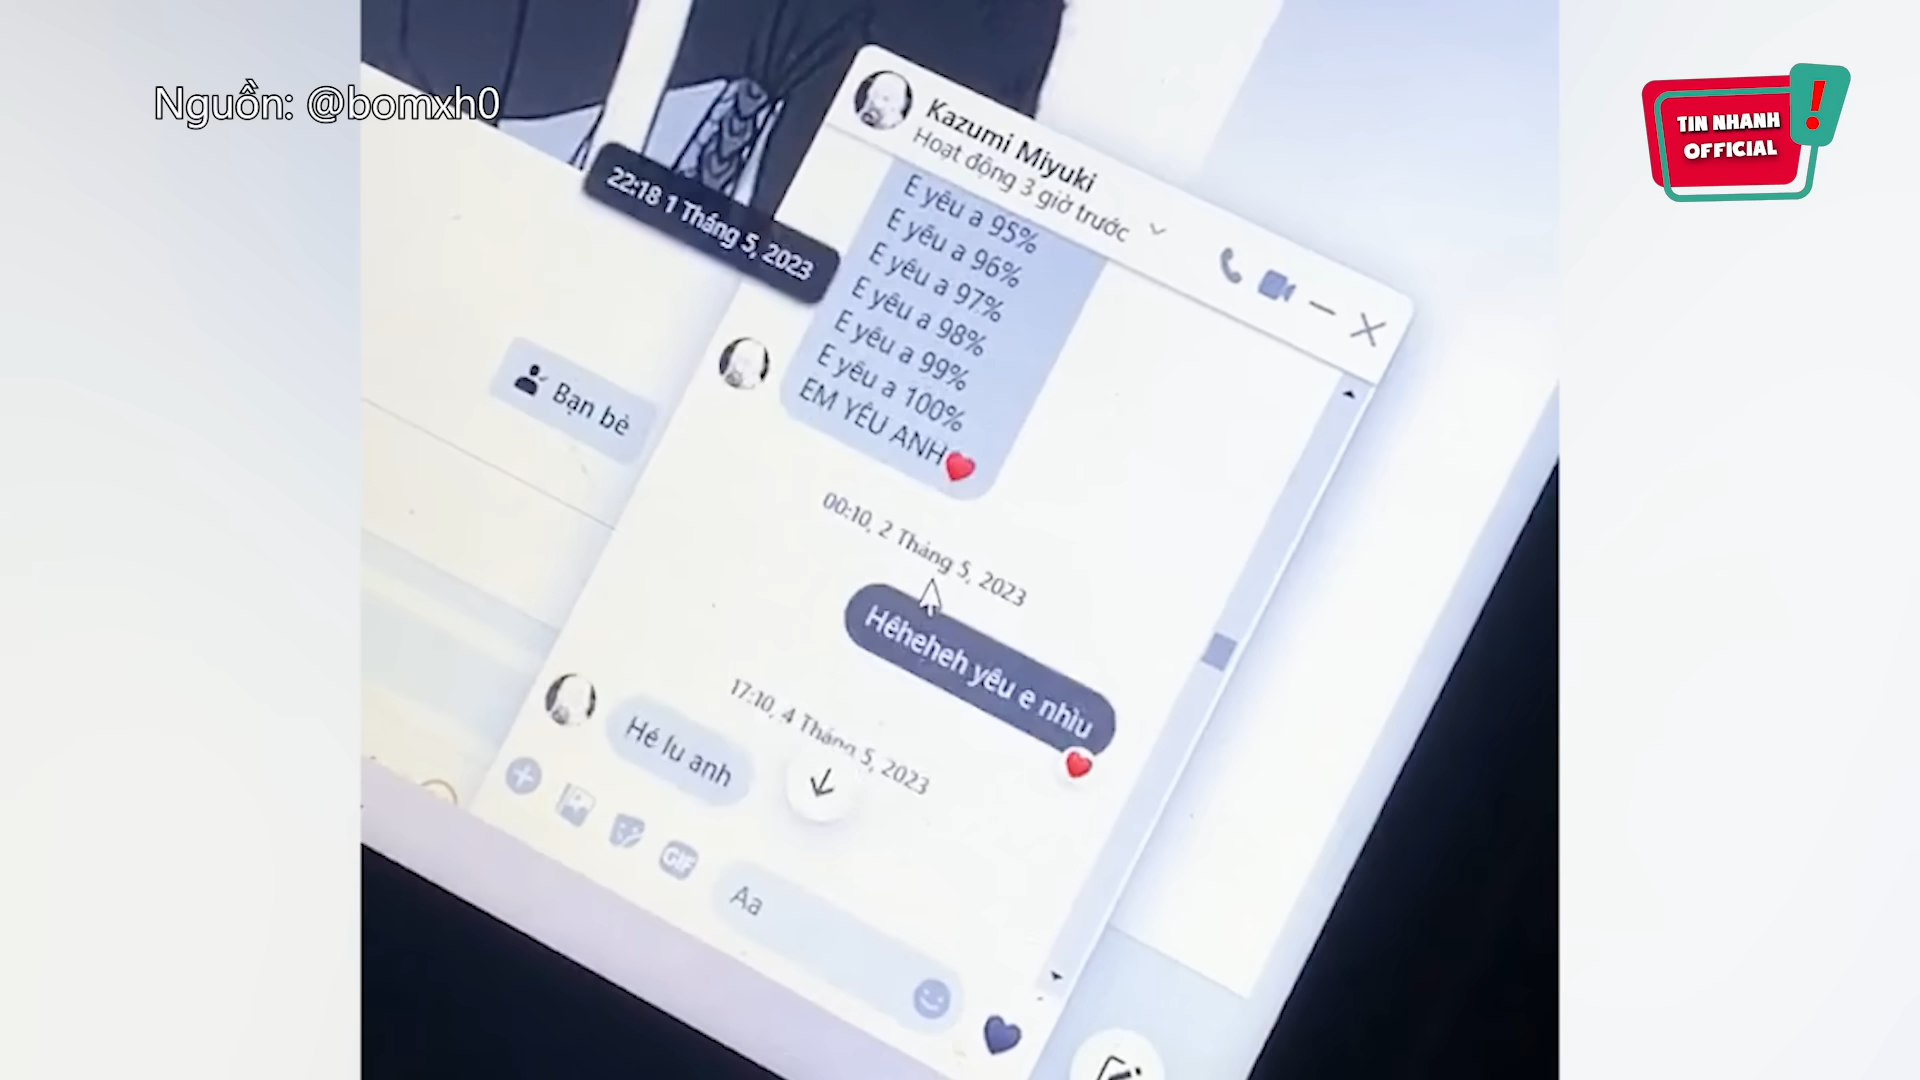 Nguồn: @bomxh0
TIN NHANH
OFFICIAL
!
Kazumi Miyuki
Hoạt động 3 giờ trước
22:18 1 Tháng 5, 2023
E yêu a 95%
E yêu a 96%
E yêu a 97%
E yêu a 98%
E yêu a 99%
E yêu a 100%
EM YÊU ANH
Bạn bè
00:10, 2 Tháng 5, 2023
Hêheheh yêu e nhìu
17:10, 4 Tháng 5, 2023
Hé lu anh
GIF
Aa